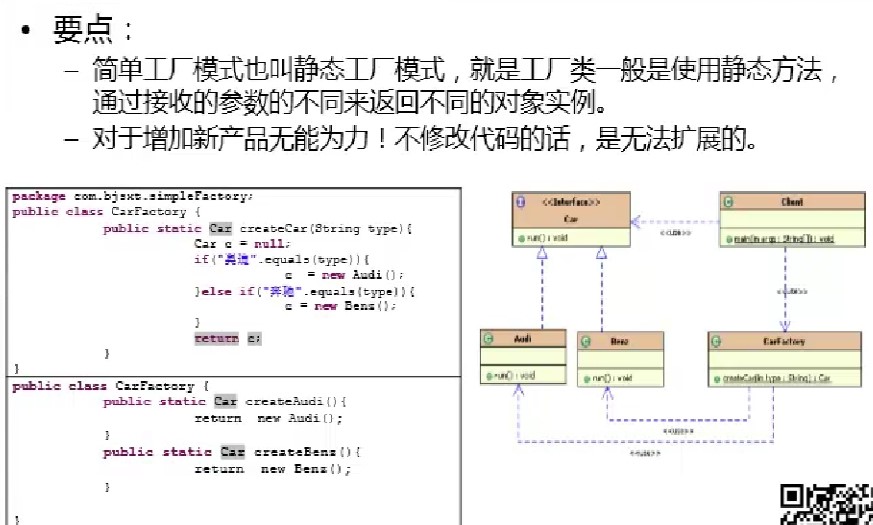 • 要点：
– 简单工厂模式也叫静态工厂模式，就是工厂类一般是使用静态方法，
通过接收的参数的不同来返回不同的对象实例。
– 对于增加新产品无能为力！不修改代码的话，是无法扩展的。
package com.bjsxt.simpleFactory;
public class CarFactory {
public static Car createCar(String type){
Car c = null;
if("奥迪".equals(type)){
c = new Audi();
}else if("奔驰".equals(type)){
c = new Benz();
}
return c;
}
}
public class CarFactory {
public static Car createAudi(){
return new Audi();
}
public static Car createBenz(){
return new Benz();
}
}
<<Interface>>
Car
run() : void
Client
main(in args : String[]) : void
<<use>>
<<use>>
Audi
run() : void
Benz
run() : void
CarFactory
createCar(in type : String) : Car
<<use>>
<<use>>